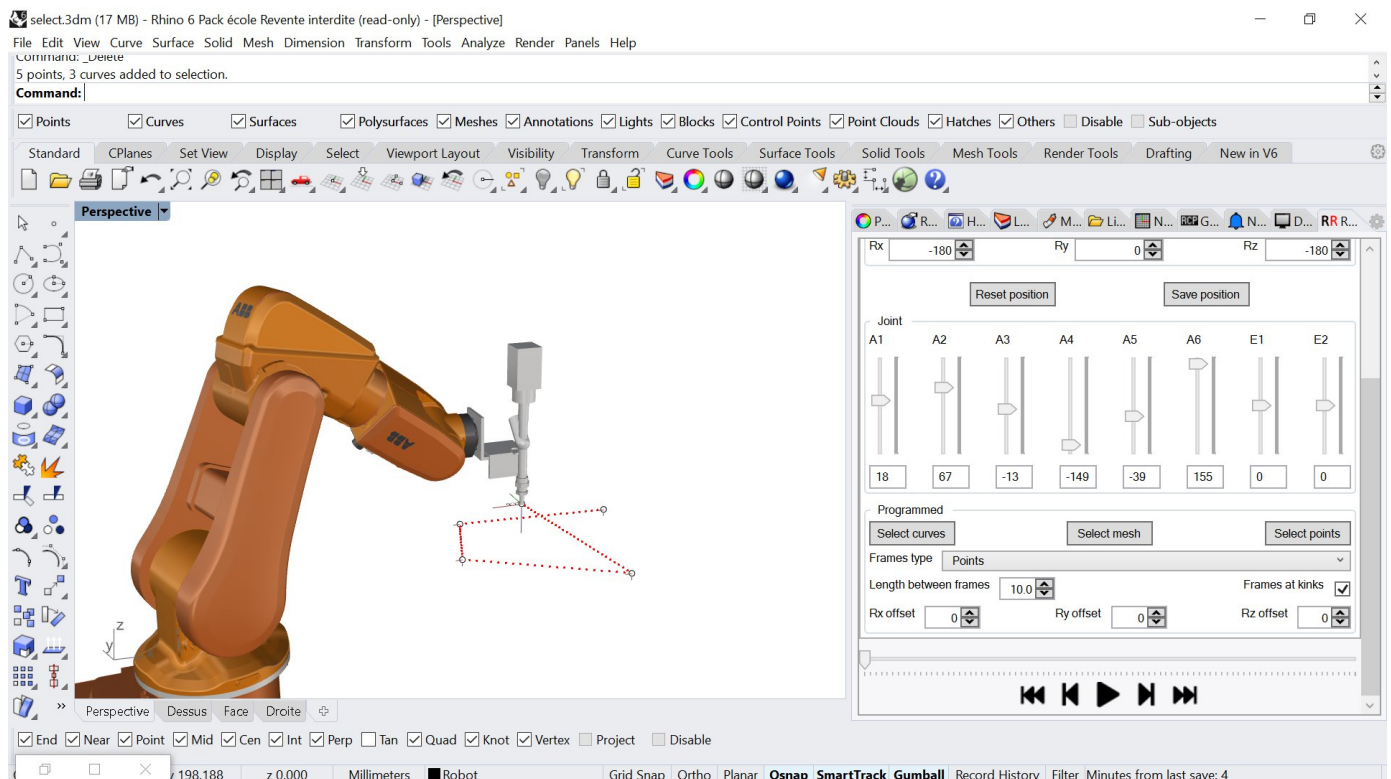 select.3dm (17 MB) - Rhino 6 Pack école Revente interdite (read-only) - [Perspective]
File Edit View Curve Surface Solid Mesh Dimension Transform Tools Analyze Render Panels Help
Command: _Delete
5 points, 3 curves added to selection.
Command:
Points Curves Surfaces Polysurfaces Meshes Annotations Lights Blocks Control Points Point Clouds Hatches Others Disable Sub-objects
Standard CPlanes Set View Display Select Viewport Layout Visibility Transform Curve Tools Surface Tools Solid Tools Mesh Tools Render Tools Drafting New in V6
Perspective
P... R... H... L... M... Li... N... RCP G... N... D... RR R...
Rx -180 Ry 0 Rz -180
Reset position Save position
Joint
A1 A2 A3 A4 A5 A6 E1 E2
18 67 -13 -149 -39 155 0 0
Programmed
Select curves Select mesh Select points
Frames type Points
Length between frames 10.0 Frames at kinks
Rx offset 0 Ry offset 0 Rz offset 0
ABB
ABB
z
y
Perspective Dessus Face Droite
End Near Point Mid Cen Int Perp Tan Quad Knot Vertex Project Disable
y 198.188 z 0.000 Millimeters Robot Grid Snap Ortho Planar Osnap SmartTrack Gumball Record History Filter Minutes from last save: 4